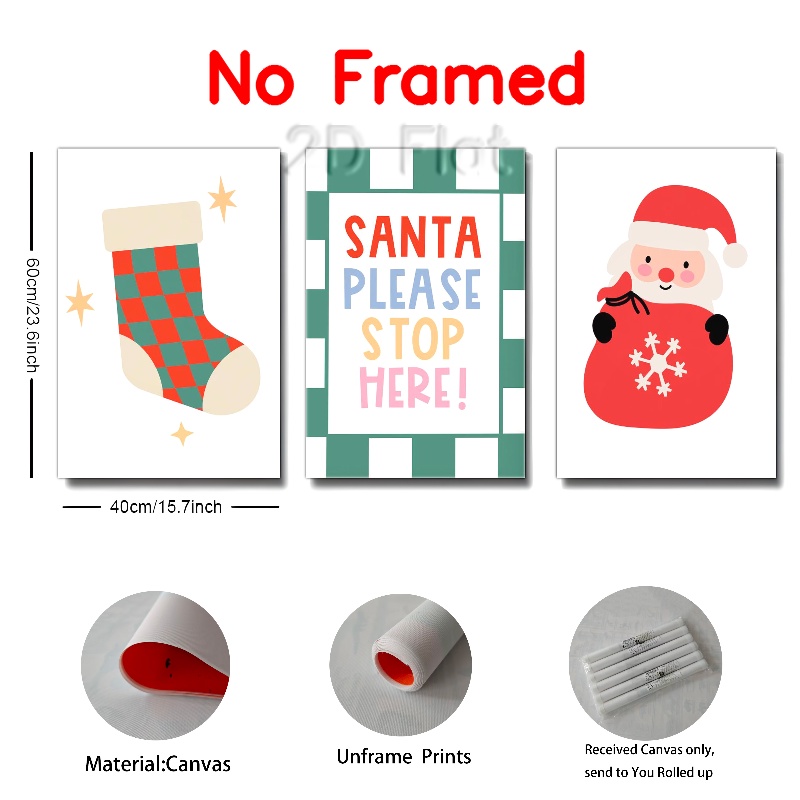 No Framed
2D Flat
60cm/23.6inch
SANTA
PLEASE
STOP
HERE!
40cm/15.7inch
Material:Canvas
Unframe Prints
Received Canvas only,
send to You Rolled up